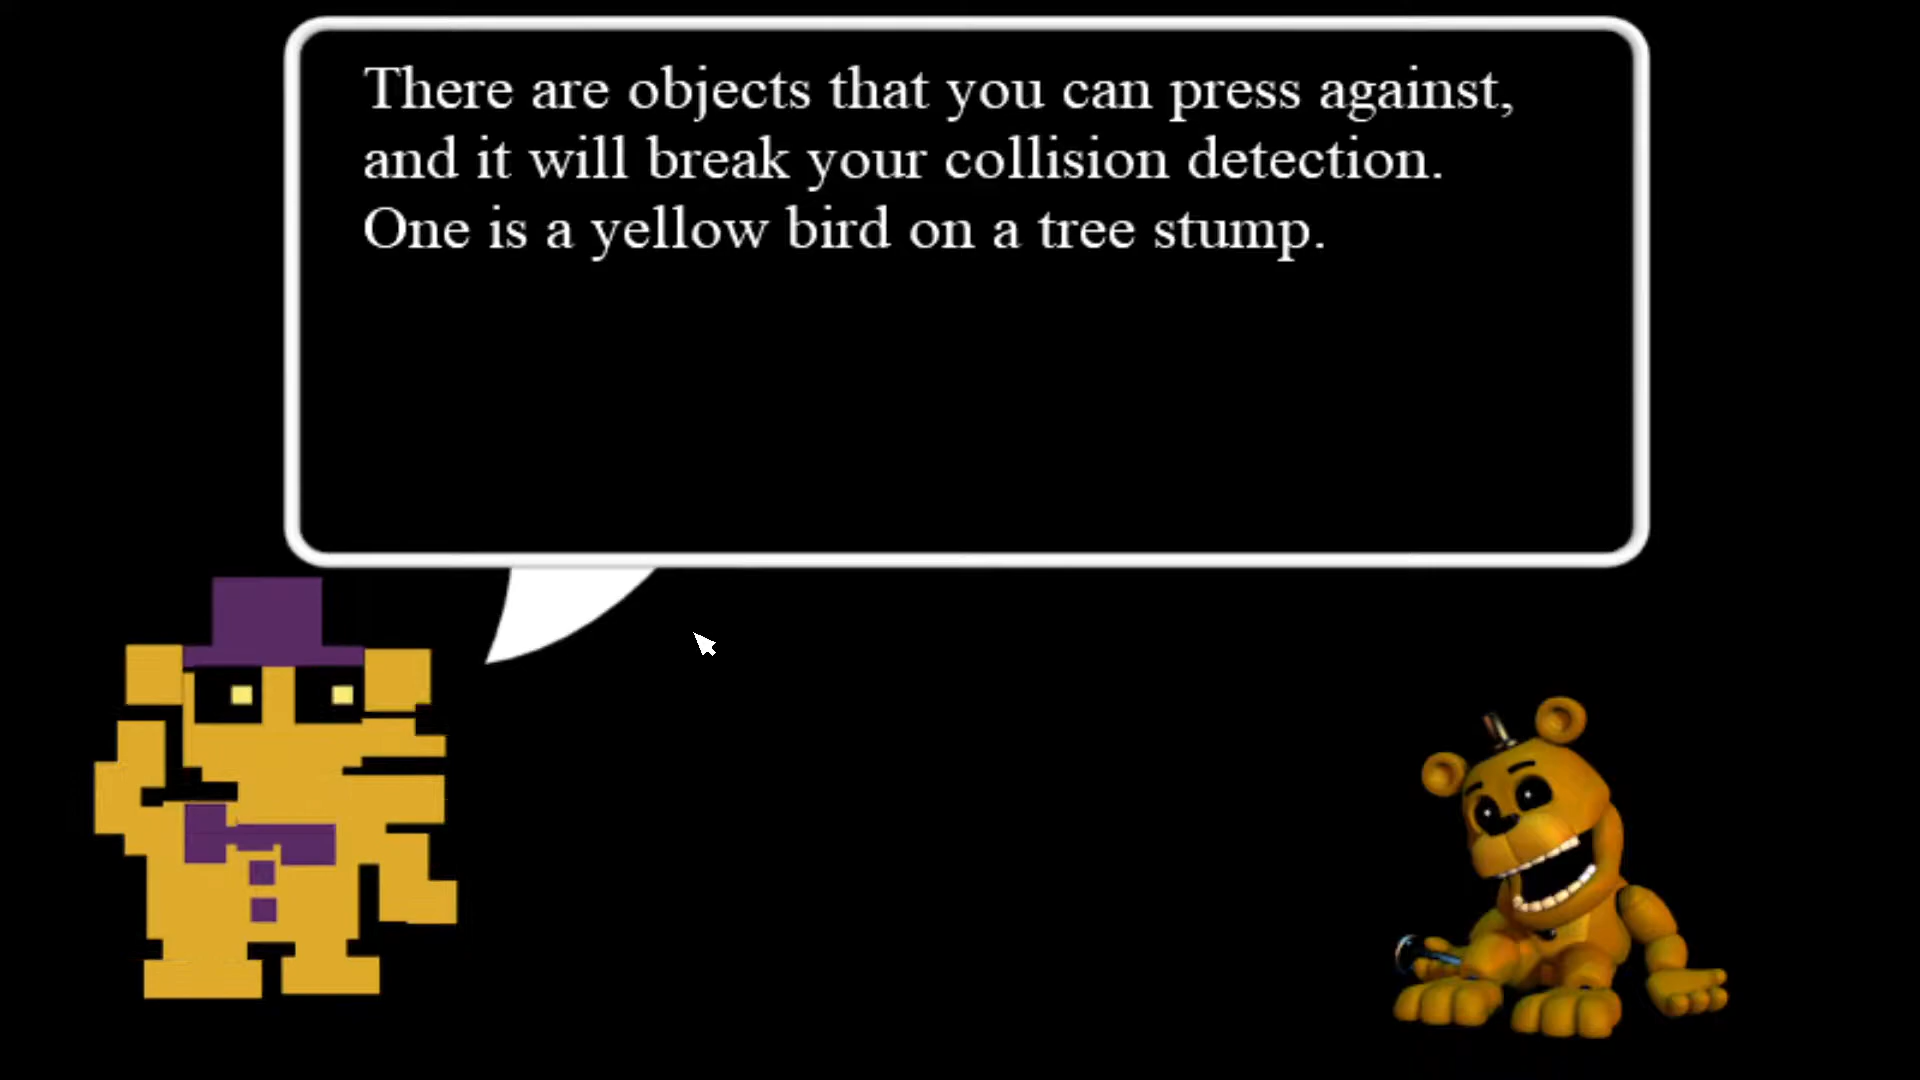 There are objects that you can press against,
and it will break your collision detection.
One is a yellow bird on a tree stump.